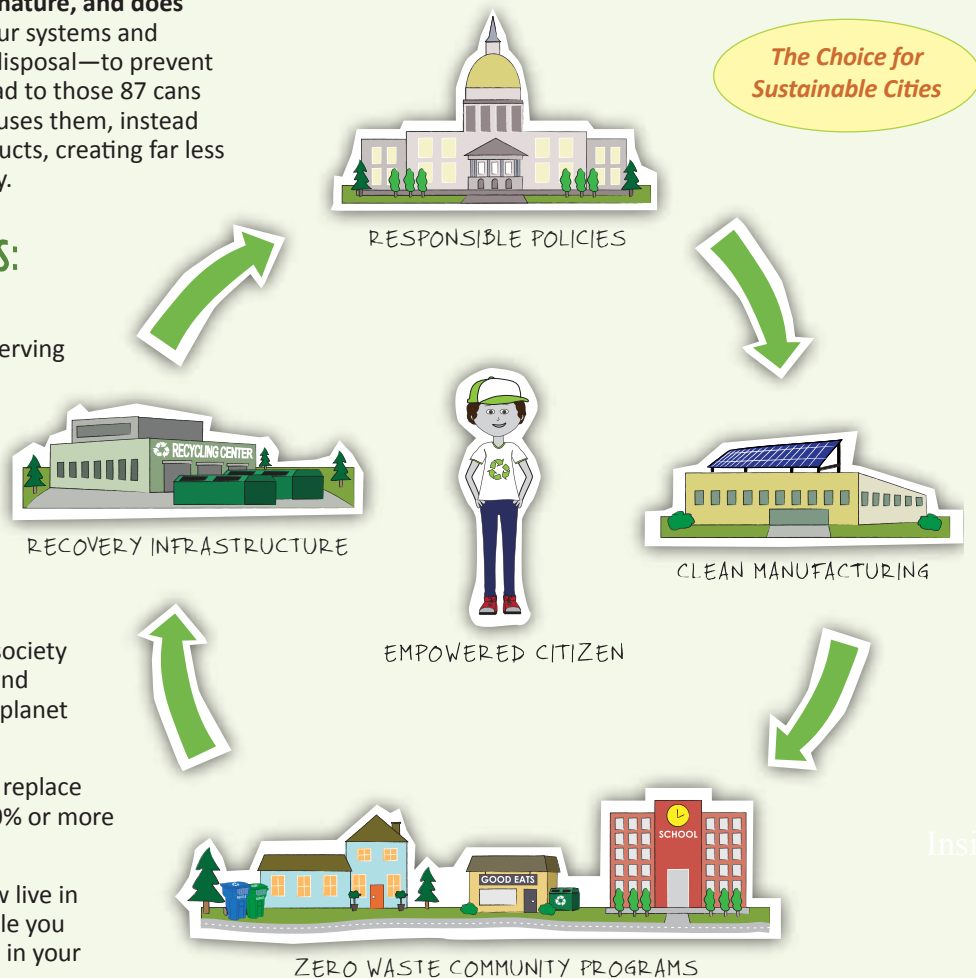 nature, and does
ur systems and
disposal—to prevent
ad to those 87 cans
uses them, instead
ucts, creating far less
y.
The Choice for
Sustainable Cities
RESPONSIBLE POLICIES
S:
erving
RECYCLING CENTER
RECOVERY INFRASTRUCTURE
CLEAN MANUFACTURING
EMPOWERED CITIZEN
society
nd
planet
replace
0% or more
w live in
le you
in your
SCHOOL
GOOD EATS
Insi
ZERO WASTE COMMUNITY PROGRAMS